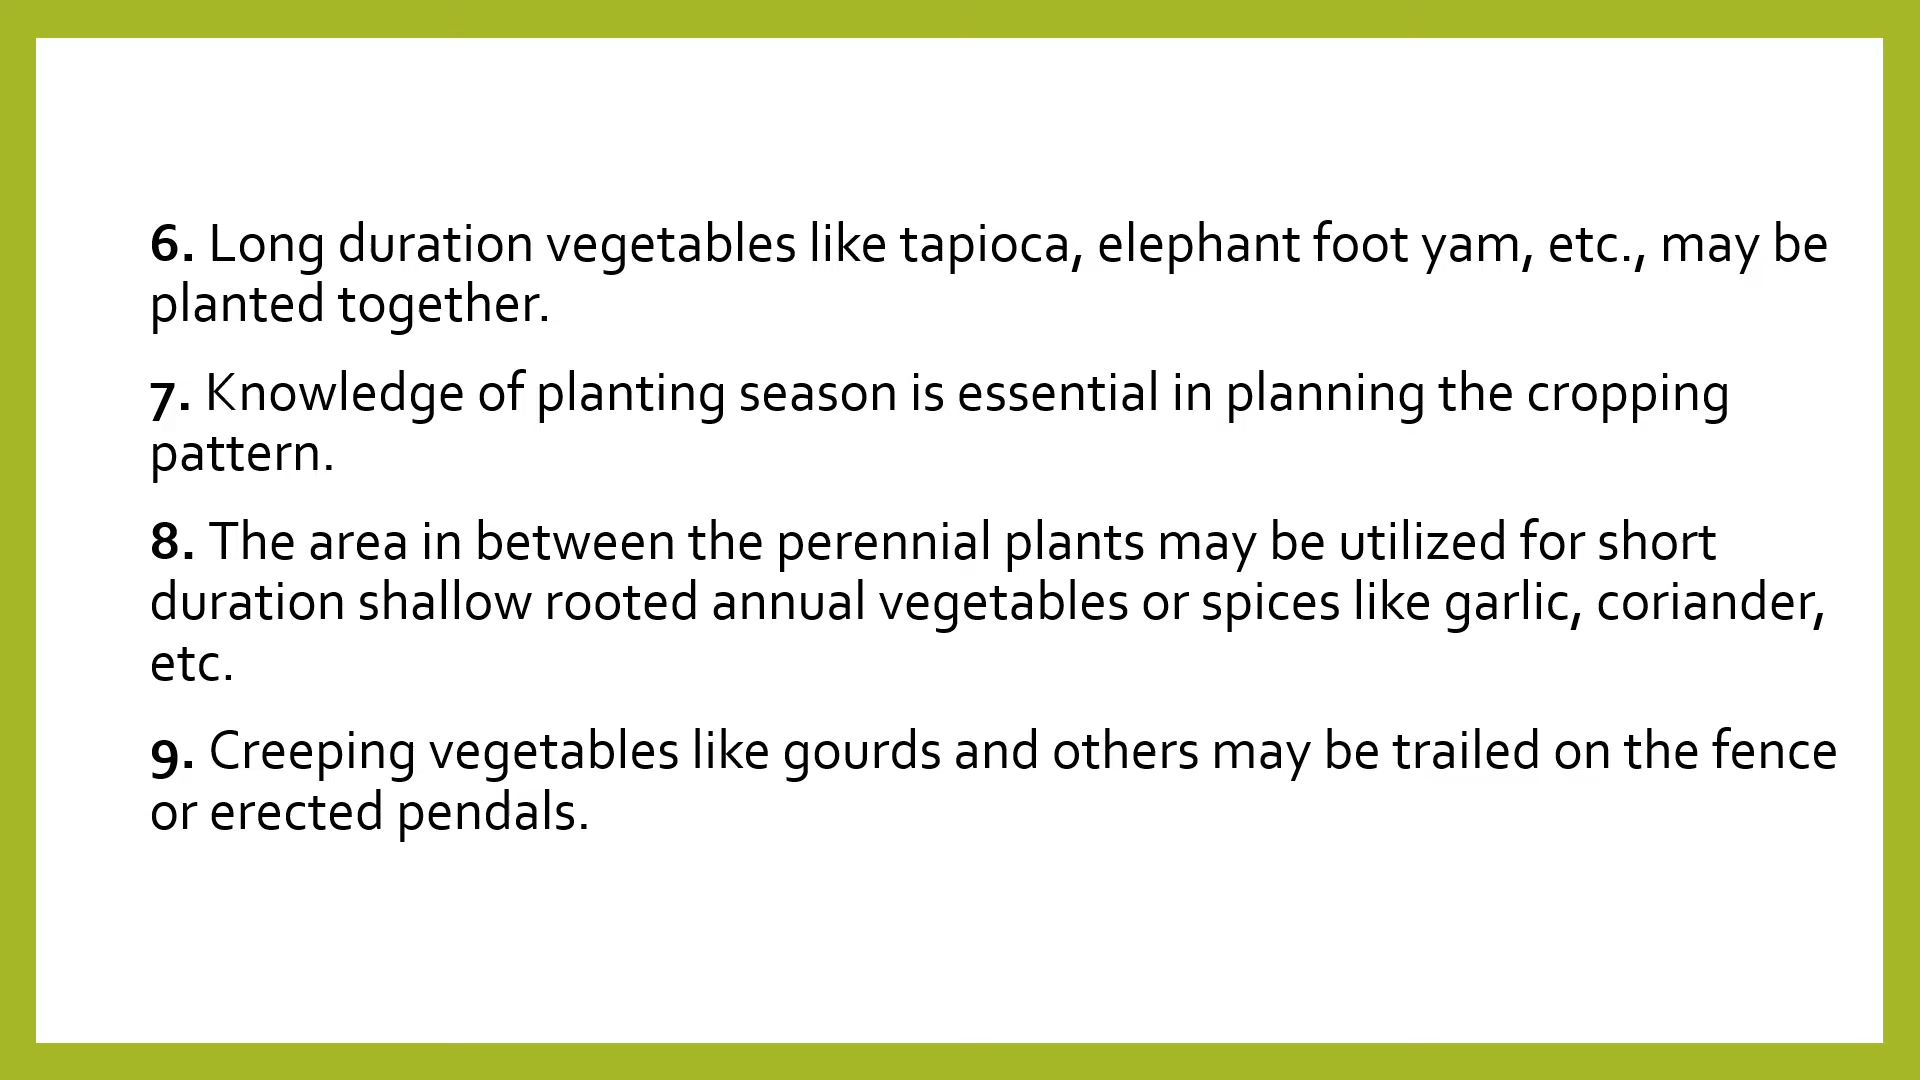 6. Long duration vegetables like tapioca, elephant foot yam, etc., may be
planted together.
7. Knowledge of planting season is essential in planning the cropping
pattern.
8. The area in between the perennial plants may be utilized for short
duration shallow rooted annual vegetables or spices like garlic, coriander,
etc.
9. Creeping vegetables like gourds and others may be trailed on the fence
or erected pendals.